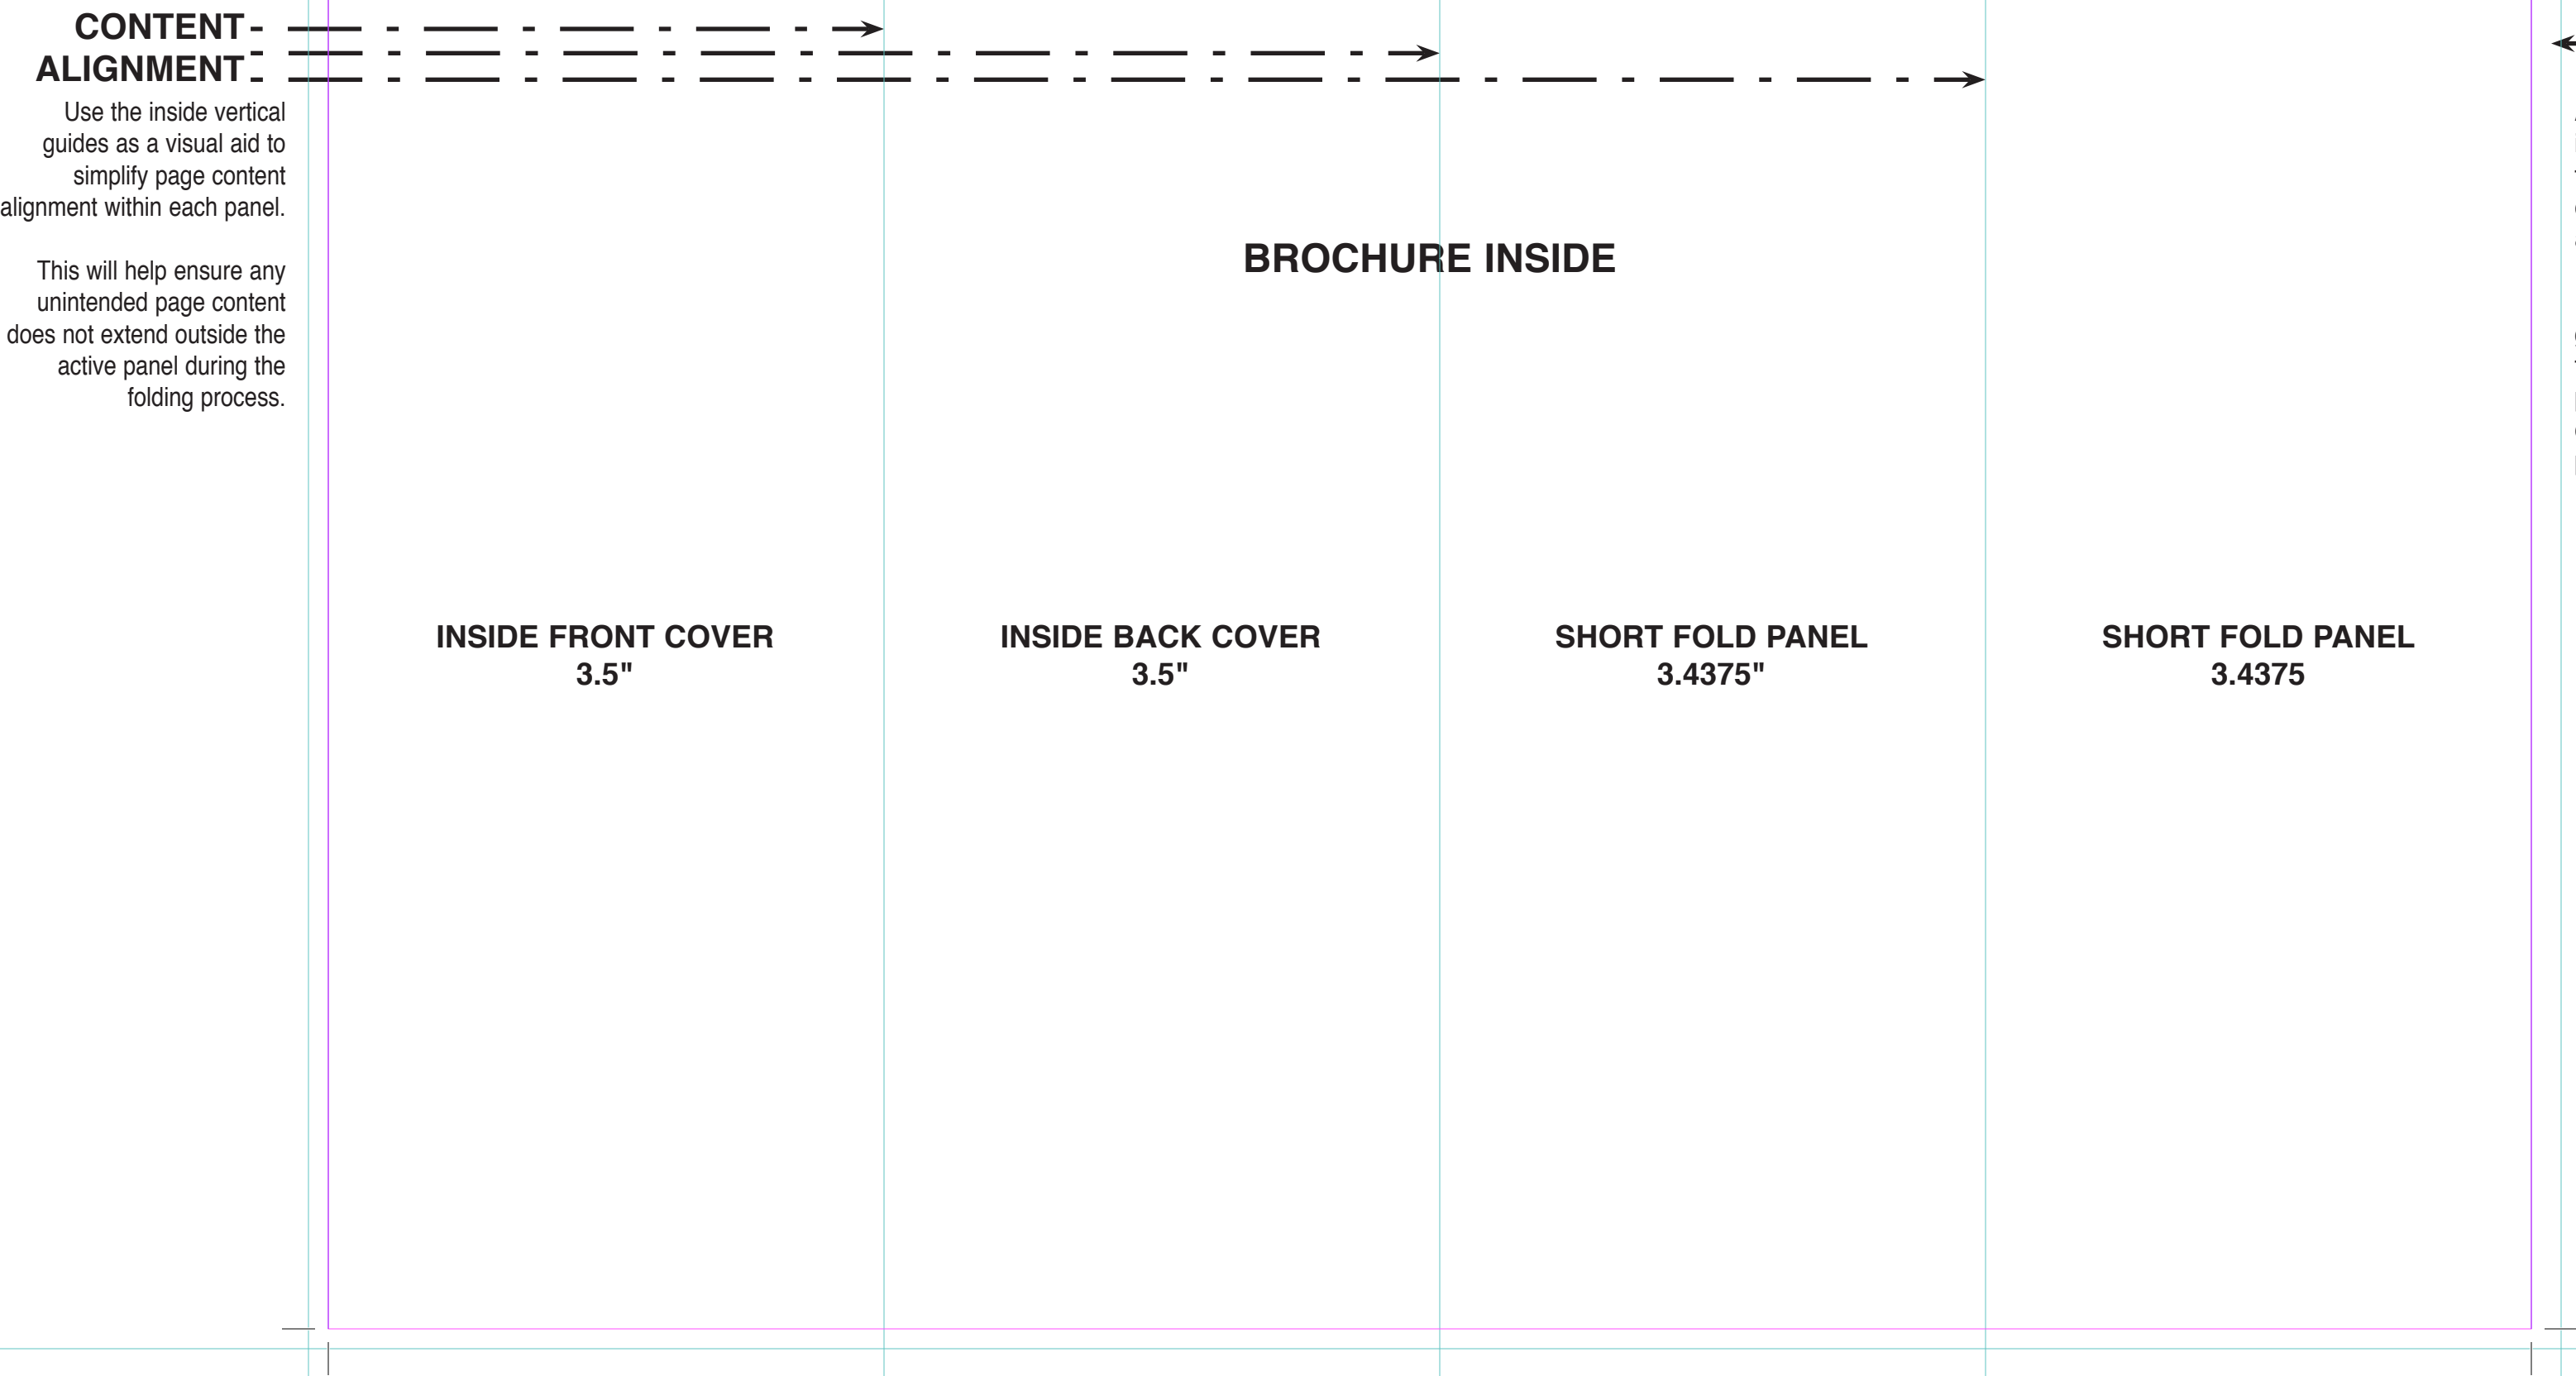 CONTENT
ALIGNMENT
Use the inside vertical
guides as a visual aid to
simplify page content
alignment within each panel.
This will help ensure any
unintended page content
does not extend outside the
active panel during the
folding process.
BROCHURE INSIDE
INSIDE FRONT COVER
3.5"
INSIDE BACK COVER
3.5"
SHORT FOLD PANEL
3.4375"
SHORT FOLD PANEL
3.4375